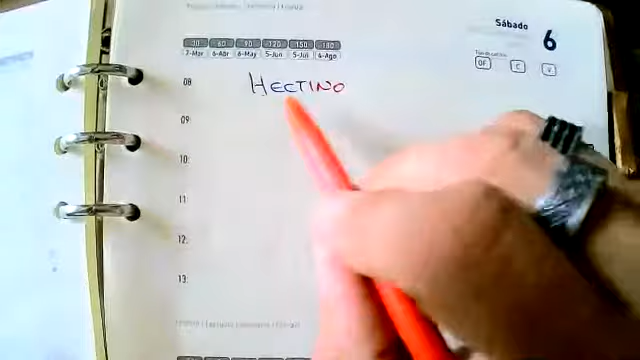 Sábado 6
30 60 90 120 150 180
7-Mar 6-Abr 6-May 5-Jun 5-Jul 4-Ago
OF C V
08 HECTINO
09:
10:
11:
12:
13: